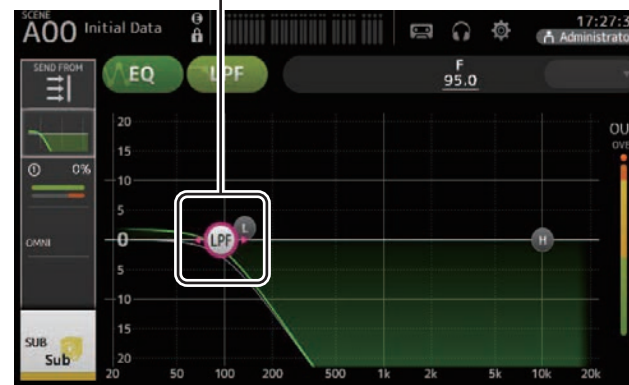 SCENE
A00 Initial Data
17:27:3
Administrato
SEND FROM
EQ
LPF
F
95.0
20
15
10
5
0
5
10
15
20
0%
OMNI
LPF
L
H
OU
OVE
SUB
Sub
20 50 100 200 500 1k 2k 5k 10k 20k